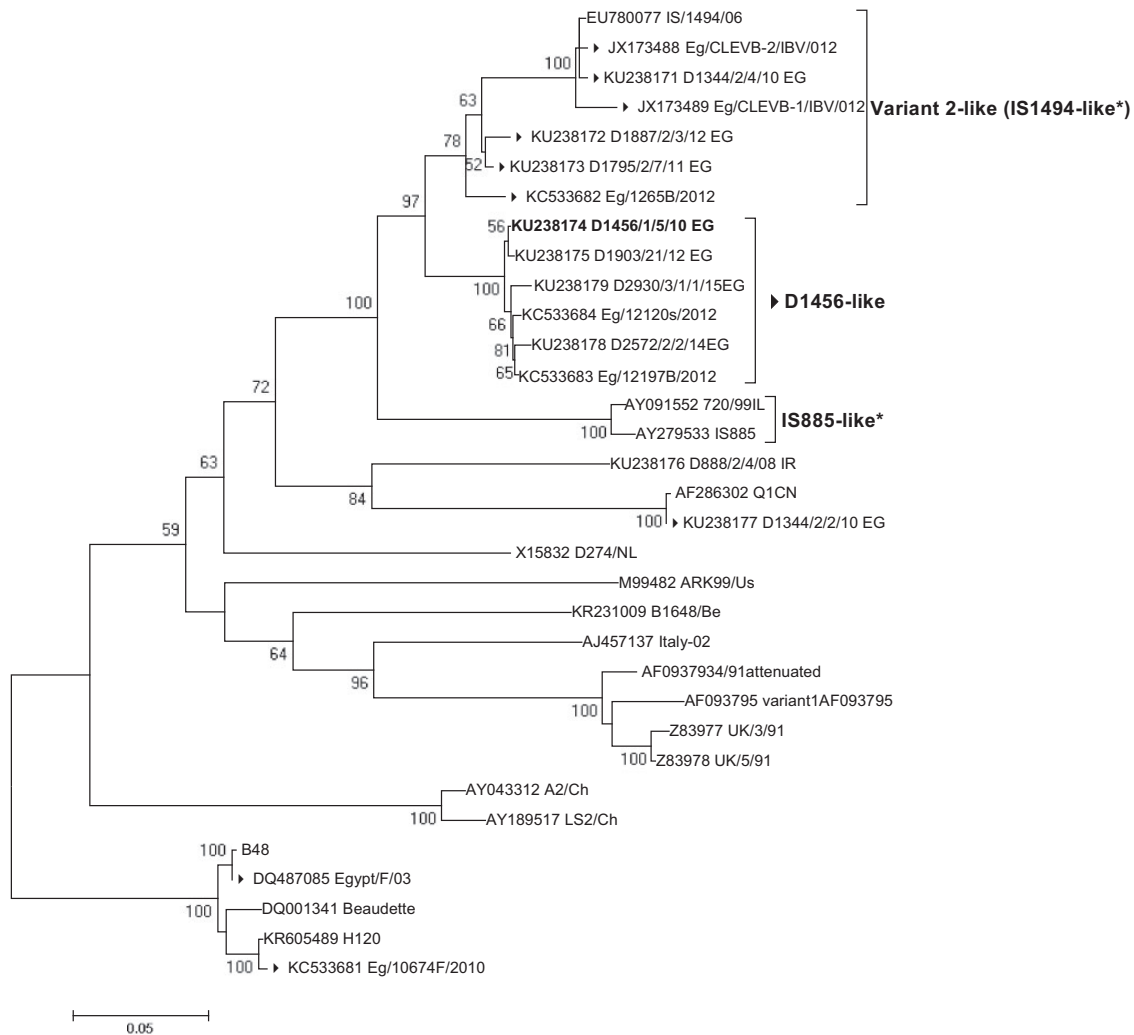 EU780077 IS/1494/06
JX173488 Eg/CLEVB-2/IBV/012
100
KU238171 D1344/2/4/10 EG
63
JX173489 Eg/CLEVB-1/IBV/012
Variant 2-like (IS1494-like*)
78
KU238172 D1887/2/3/12 EG
52
KU238173 D1795/2/7/11 EG
97
KC533682 Eg/1265B/2012
56
KU238174 D1456/1/5/10 EG
KU238175 D1903/21/12 EG
100
KU238179 D2930/3/1/1/15EG
D1456-like
100
66
KC533684 Eg/12120s/2012
81
KU238178 D2572/2/2/14EG
65
KC533683 Eg/12197B/2012
72
AY091552 720/99IL
IS885-like*
100
AY279533 IS885
63
KU238176 D888/2/4/08 IR
84
AF286302 Q1CN
100
KU238177 D1344/2/2/10 EG
59
X15832 D274/NL
M99482 ARK99/Us
KR231009 B1648/Be
64
AJ457137 Italy-02
96
AF0937934/91attenuated
100
AF093795 variant1AF093795
Z83977 UK/3/91
100
Z83978 UK/5/91
AY043312 A2/Ch
100
AY189517 LS2/Ch
100
B48
DQ487085 Egypt/F/03
100
DQ001341 Beaudette
KR605489 H120
100
KC533681 Eg/10674F/2010
0.05